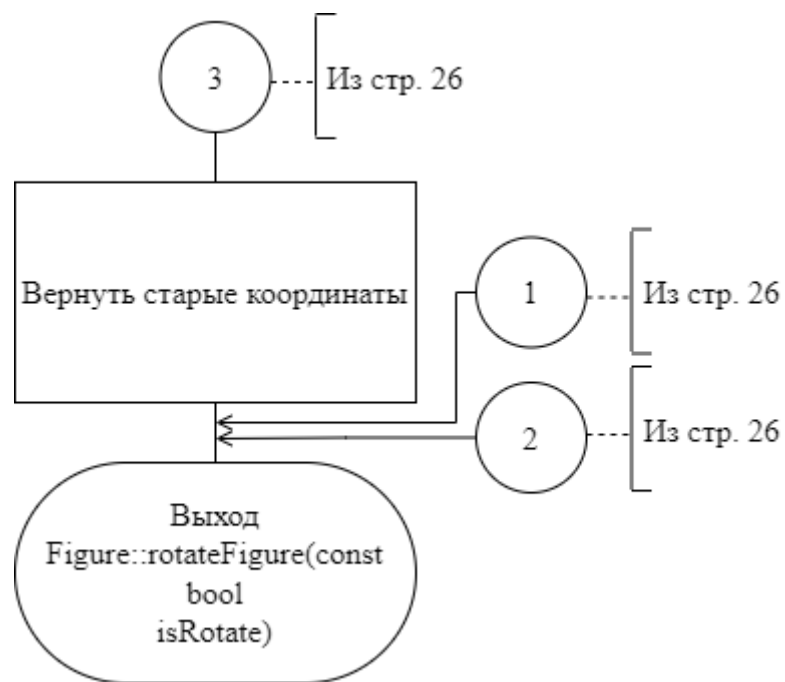 3
Из стр. 26
Вернуть старые координаты
1
Из стр. 26
2
Из стр. 26
Выход
Figure::rotateFigure(const
bool
isRotate)